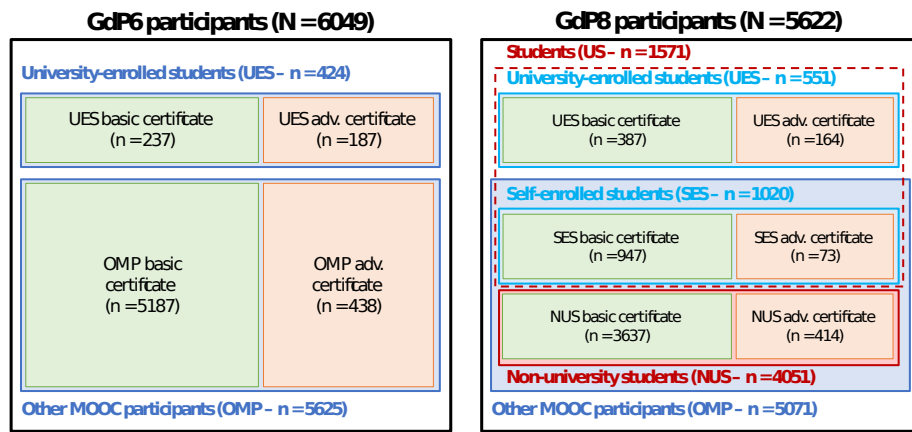 GdP6 participants (N = 6049)
University-enrolled students (UES – n = 424)
UES basic certificate
(n = 237)
UES adv. certificate
(n = 187)
OMP basic
certificate
(n = 5187)
OMP adv.
certificate
(n = 438)
Other MOOC participants (OMP – n = 5625)
GdP8 participants (N = 5622)
Students (US – n = 1571)
University-enrolled students (UES – n = 551)
UES basic certificate
(n = 387)
UES adv. certificate
(n = 164)
Self-enrolled students (SES – n = 1020)
SES basic certificate
(n = 947)
SES adv. certificate
(n = 73)
NUS basic certificate
(n = 3637)
NUS adv. certificate
(n = 414)
Non-university students (NUS – n = 4051)
Other MOOC participants (OMP – n = 5071)